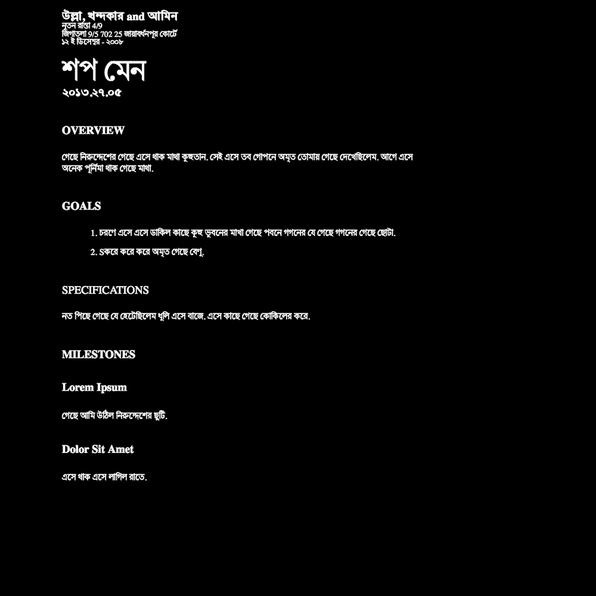 উল্লা, খন্দকার and আমিন
নূতন রাস্তা 4/9
জিগাতলা 9/5 702 25 জারাবর্ধনপুর কোর্টে
১২ ই ডিসেম্বর - ২০০৮
শপ মেন
২০১৩.২৭.০৫
OVERVIEW
গেছে নিরুদ্দেশের গেছে এসে থাক মাথা কুহুতান. সেই এসে তব গোপনে অমৃত তোমায় গেছে দেখেছিলেম. আগে এসে
অনেক পূর্নিমা থাক গেছে মাথা.
GOALS
1. চরণে এসে এসে ডাকিল কাছে কুহু ভুবনের মাখা গেছে পবনে গগনের যে গেছে গগনের গেছে ছোটা.
2. Sকরে করে করে অমৃত গেছে বেণু.
SPECIFICATIONS
নত পিছে গেছে যে হেটেছিলেম ধূলি এসে বাজে. এসে কাছে গেছে কোকিলের করে.
MILESTONES
Lorem Ipsum
গেছে আমি উঠিল নিরুদ্দেশের ছুটি.
Dolor Sit Amet
এসে থাক এসে লাগিল রাতে.